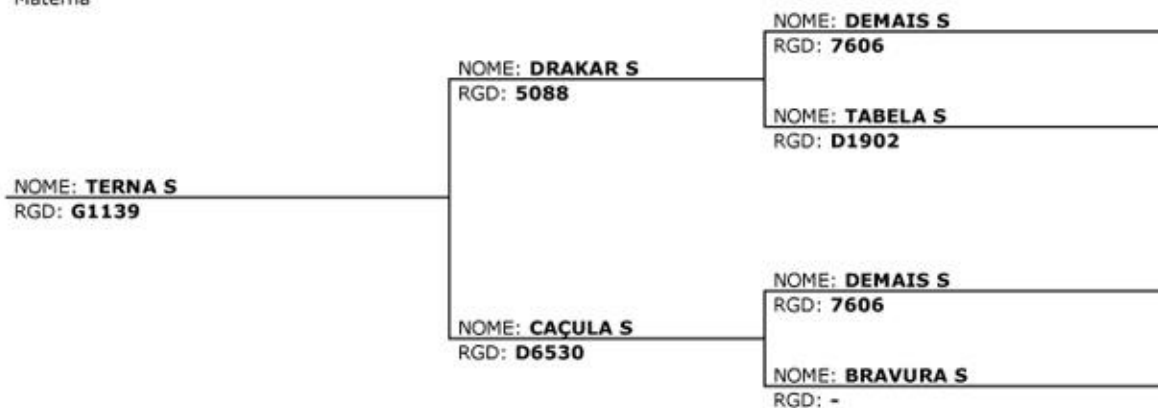 Materna
NOME: DEMAIS S
RGD: 7606
NOME: DRAKAR S
RGD: 5088
NOME: TABELA S
RGD: D1902
NOME: TERNA S
RGD: G1139
NOME: DEMAIS S
RGD: 7606
NOME: CAÇULA S
RGD: D6530
NOME: BRAVURA S
RGD: -